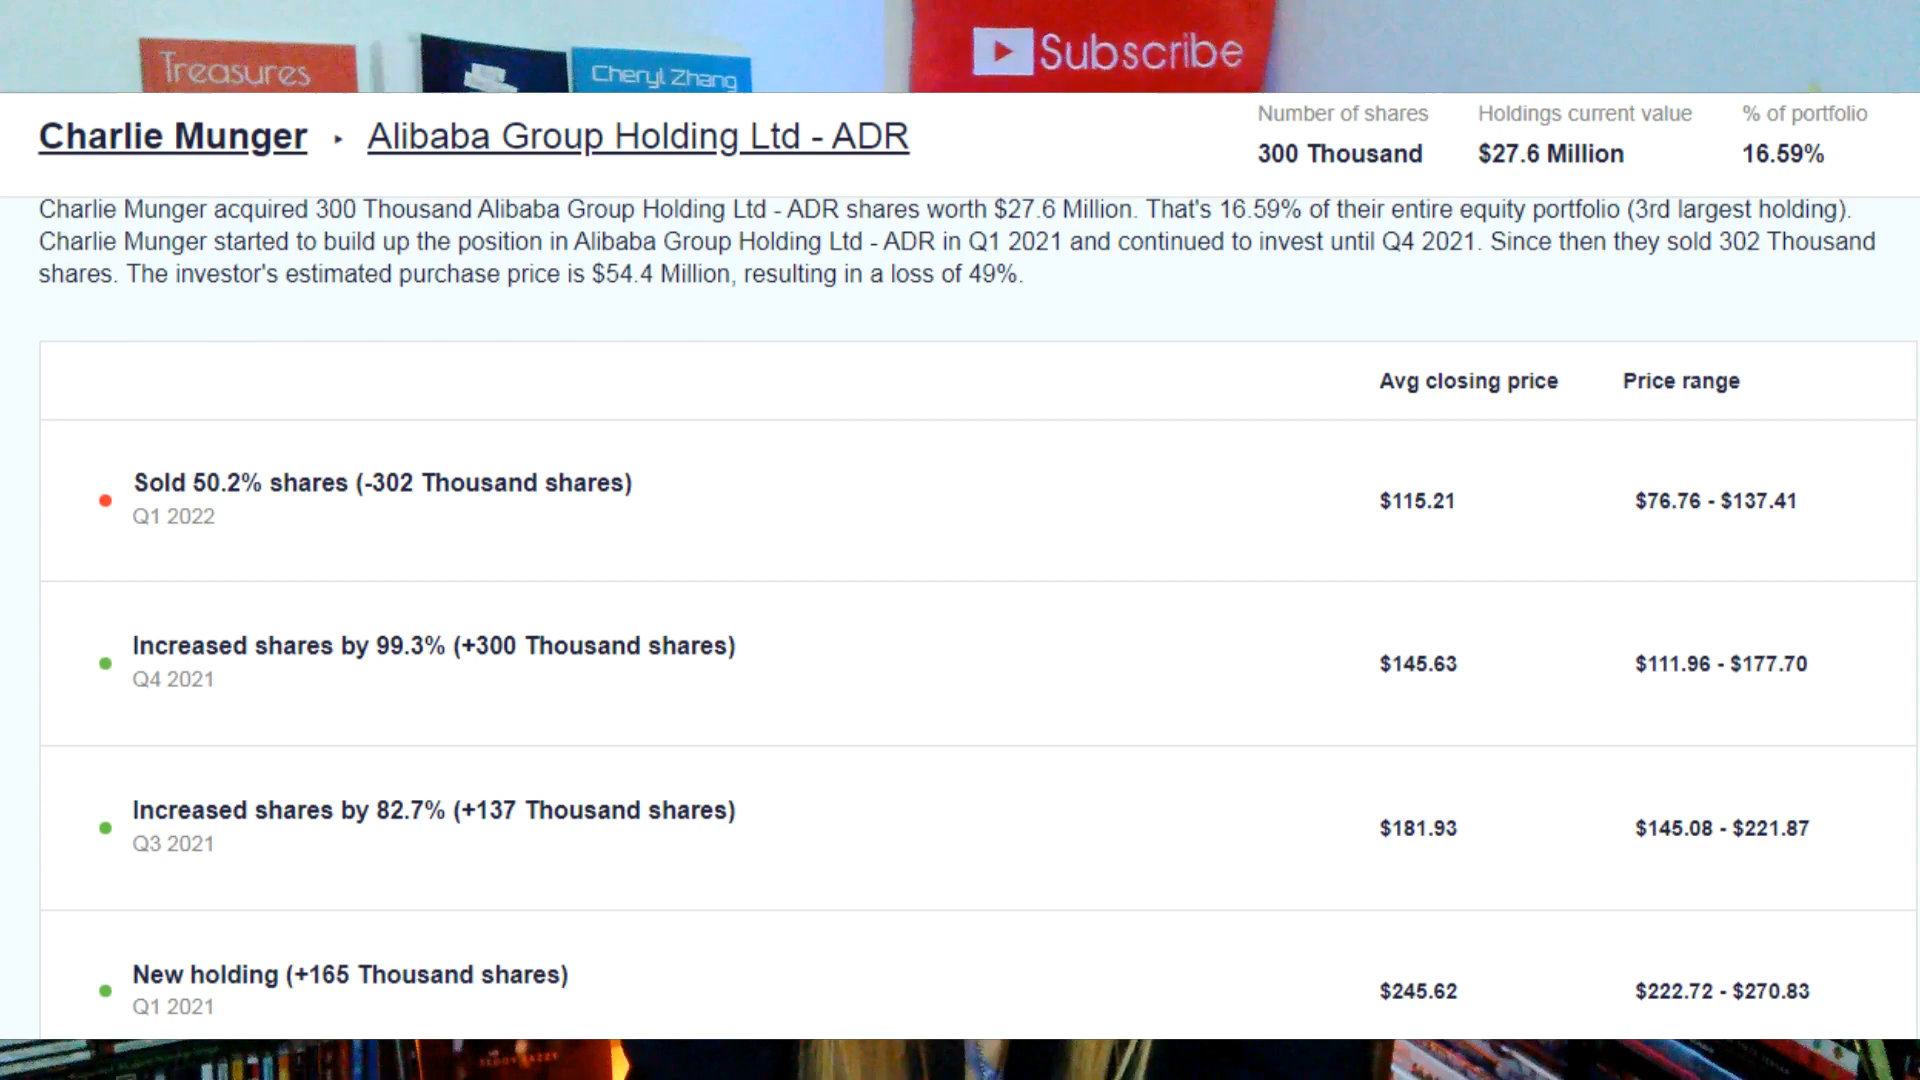 Treasures
Cheryl Zhang
Subscribe
Charlie Munger ▸ Alibaba Group Holding Ltd - ADR
Number of shares Holdings current value % of portfolio
300 Thousand $27.6 Million 16.59%
Charlie Munger acquired 300 Thousand Alibaba Group Holding Ltd - ADR shares worth $27.6 Million. That's 16.59% of their entire equity portfolio (3rd largest holding).
Charlie Munger started to build up the position in Alibaba Group Holding Ltd - ADR in Q1 2021 and continued to invest until Q4 2021. Since then they sold 302 Thousand
shares. The investor's estimated purchase price is $54.4 Million, resulting in a loss of 49%.
Avg closing price Price range
Sold 50.2% shares (-302 Thousand shares)
Q1 2022
$115.21 $76.76 - $137.41
Increased shares by 99.3% (+300 Thousand shares)
Q4 2021
$145.63 $111.96 - $177.70
Increased shares by 82.7% (+137 Thousand shares)
Q3 2021
$181.93 $145.08 - $221.87
New holding (+165 Thousand shares)
Q1 2021
$245.62 $222.72 - $270.83